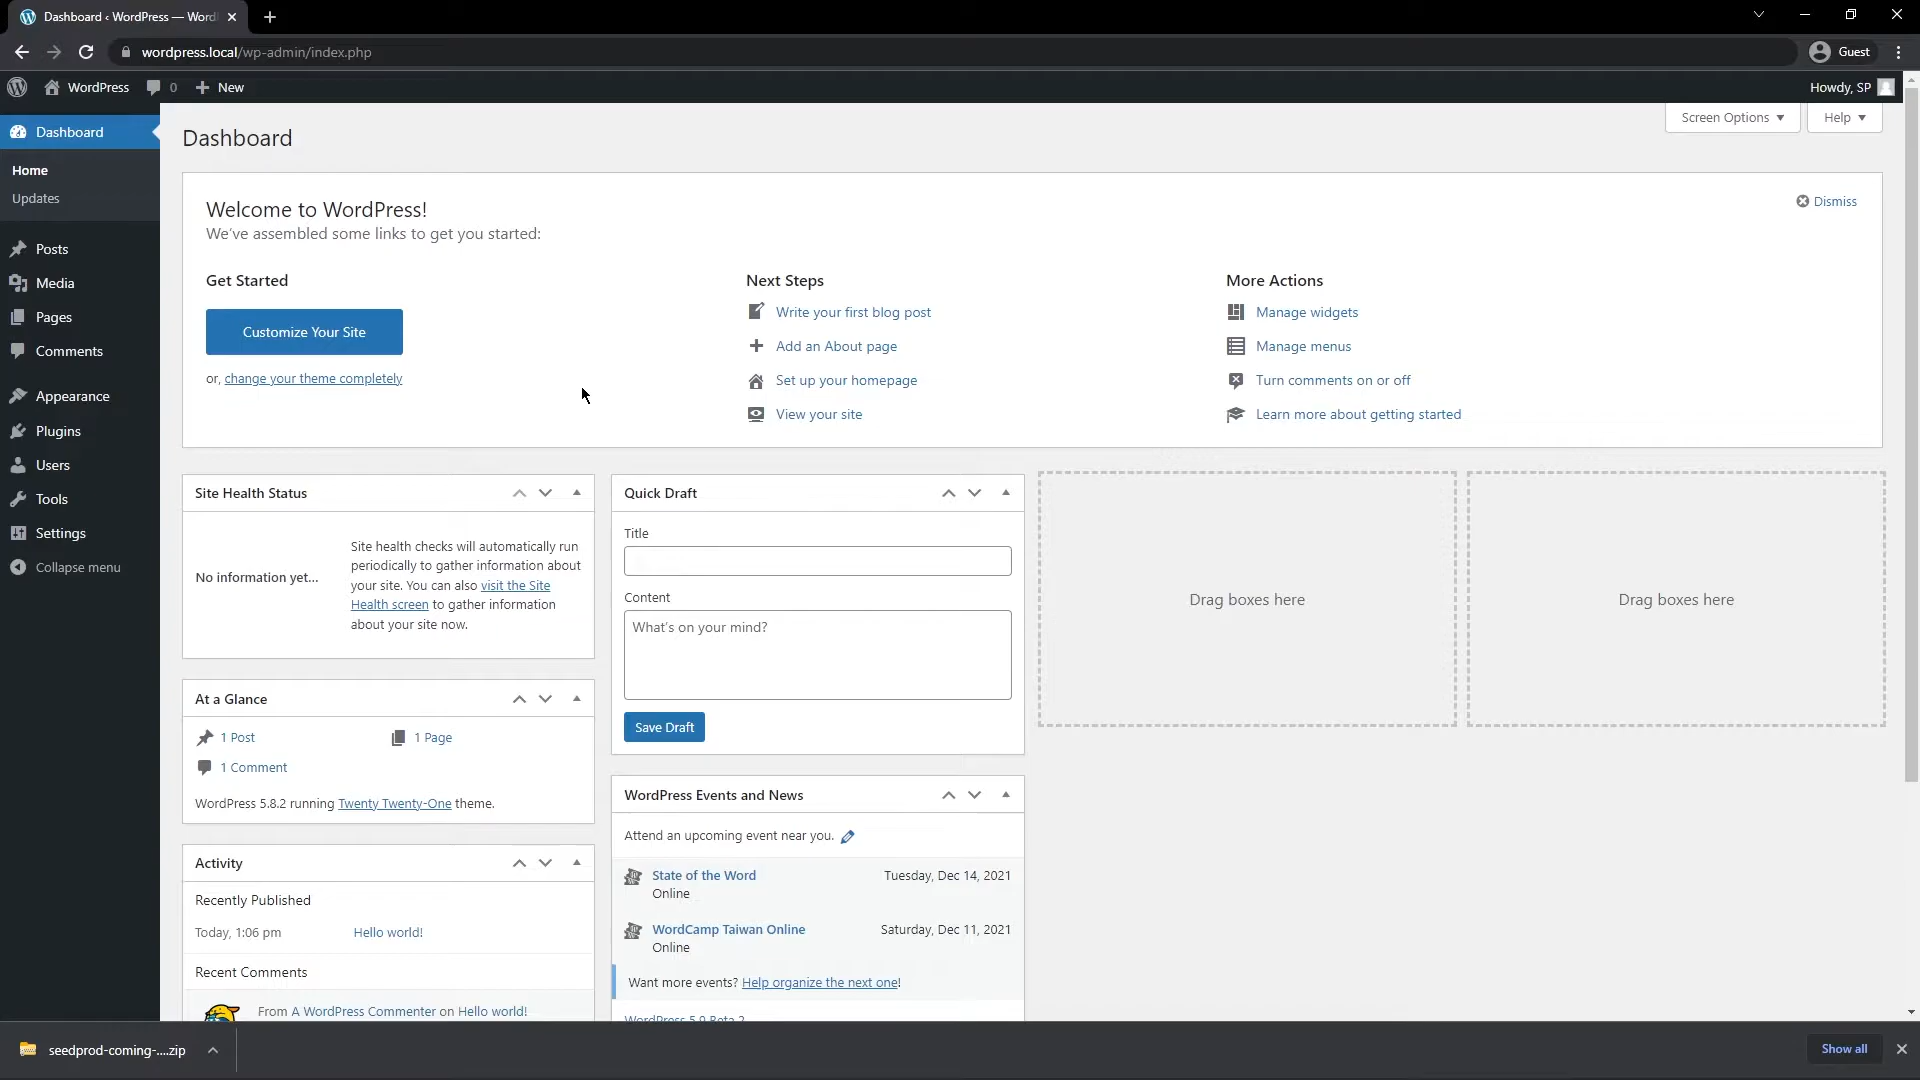 Dashboard ‹ WordPress — Word
wordpress.local/wp-admin/index.php
Guest
WordPress
0
New
Howdy, SP
Dashboard
Home
Updates
Posts
Media
Pages
Comments
Appearance
Plugins
Users
Tools
Settings
Collapse menu
Screen Options ▼
Help ▼
Dashboard
Welcome to WordPress!
We've assembled some links to get you started:
Dismiss
Get Started
Customize Your Site
or, change your theme completely
Next Steps
Write your first blog post
Add an About page
Set up your homepage
View your site
More Actions
Manage widgets
Manage menus
Turn comments on or off
Learn more about getting started
Site Health Status
No information yet...
Site health checks will automatically run
periodically to gather information about
your site. You can also visit the Site
Health screen to gather information
about your site now.
At a Glance
1 Post
1 Page
1 Comment
WordPress 5.8.2 running Twenty Twenty-One theme.
Activity
Recently Published
Today, 1:06 pm
Hello world!
Recent Comments
From A WordPress Commenter on Hello world!
Quick Draft
Title
Content
What's on your mind?
Save Draft
WordPress Events and News
Attend an upcoming event near you.
State of the Word
Tuesday, Dec 14, 2021
Online
WordCamp Taiwan Online
Saturday, Dec 11, 2021
Online
Want more events? Help organize the next one!
WordPress 5.9 Beta 2
Drag boxes here
Drag boxes here
seedprod-coming-....zip
Show all